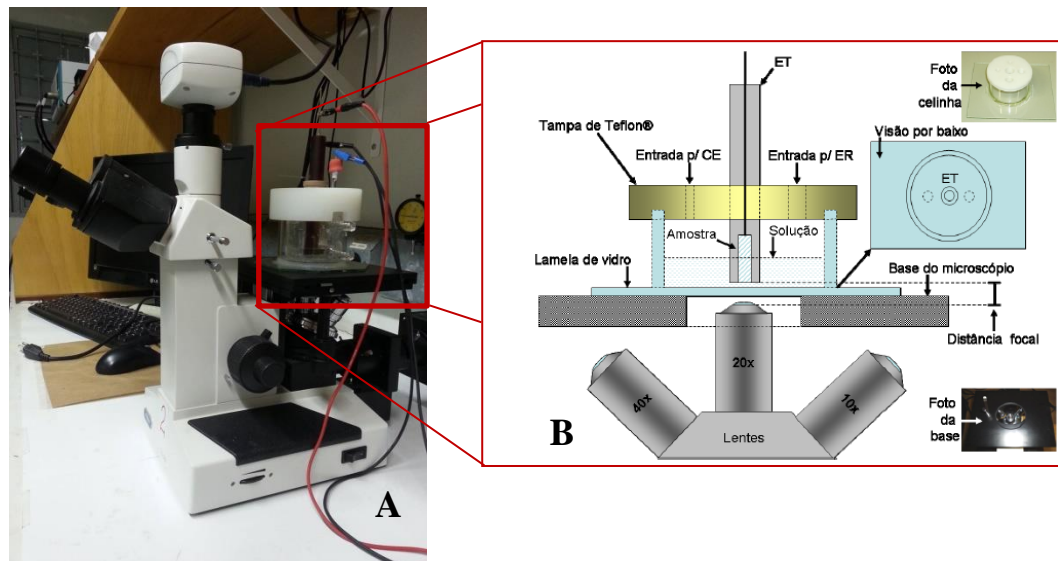 ET
Foto
da
celinha
Tampa de Teflon®
Visão por baixo
Entrada p/ CE
Entrada p/ ER
ET
Amostra
Solução
Lamela de vidro
Base do microscópio
Distância focal
20x
40x
10x
Lentes
Foto
da
base
B
A
2